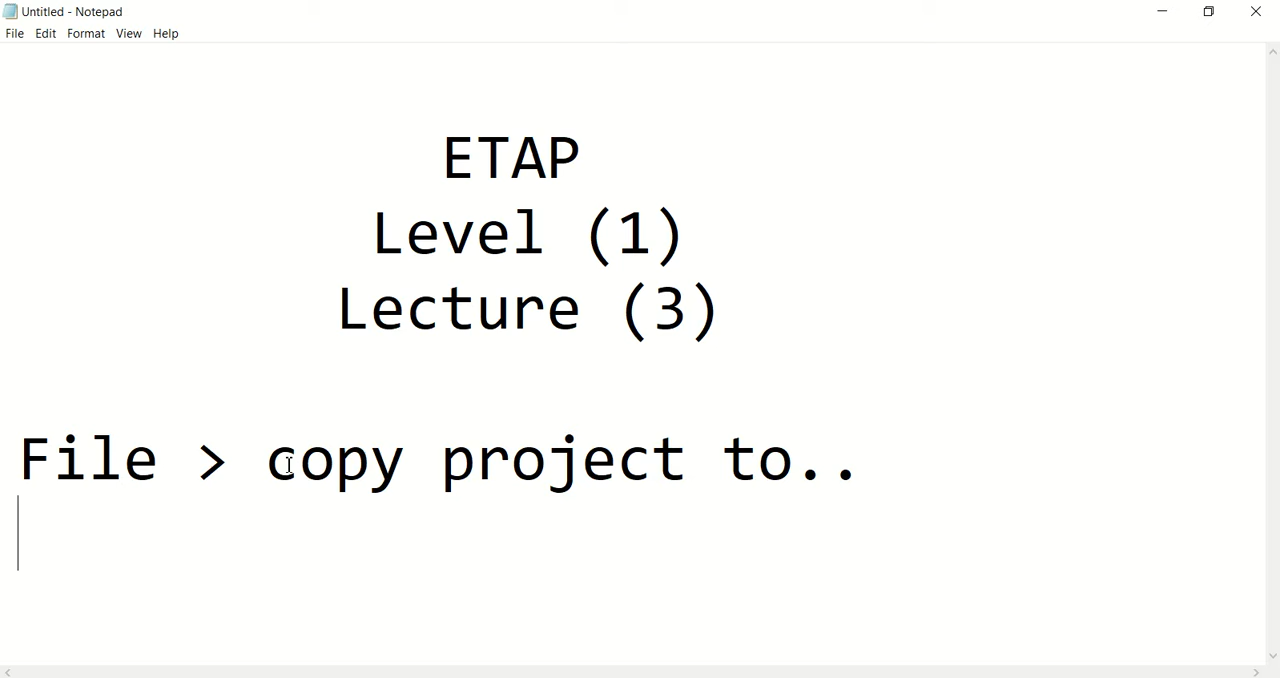 Untitled - Notepad
File Edit Format View Help
ETAP
Level (1)
Lecture (3)
File > copy project to..